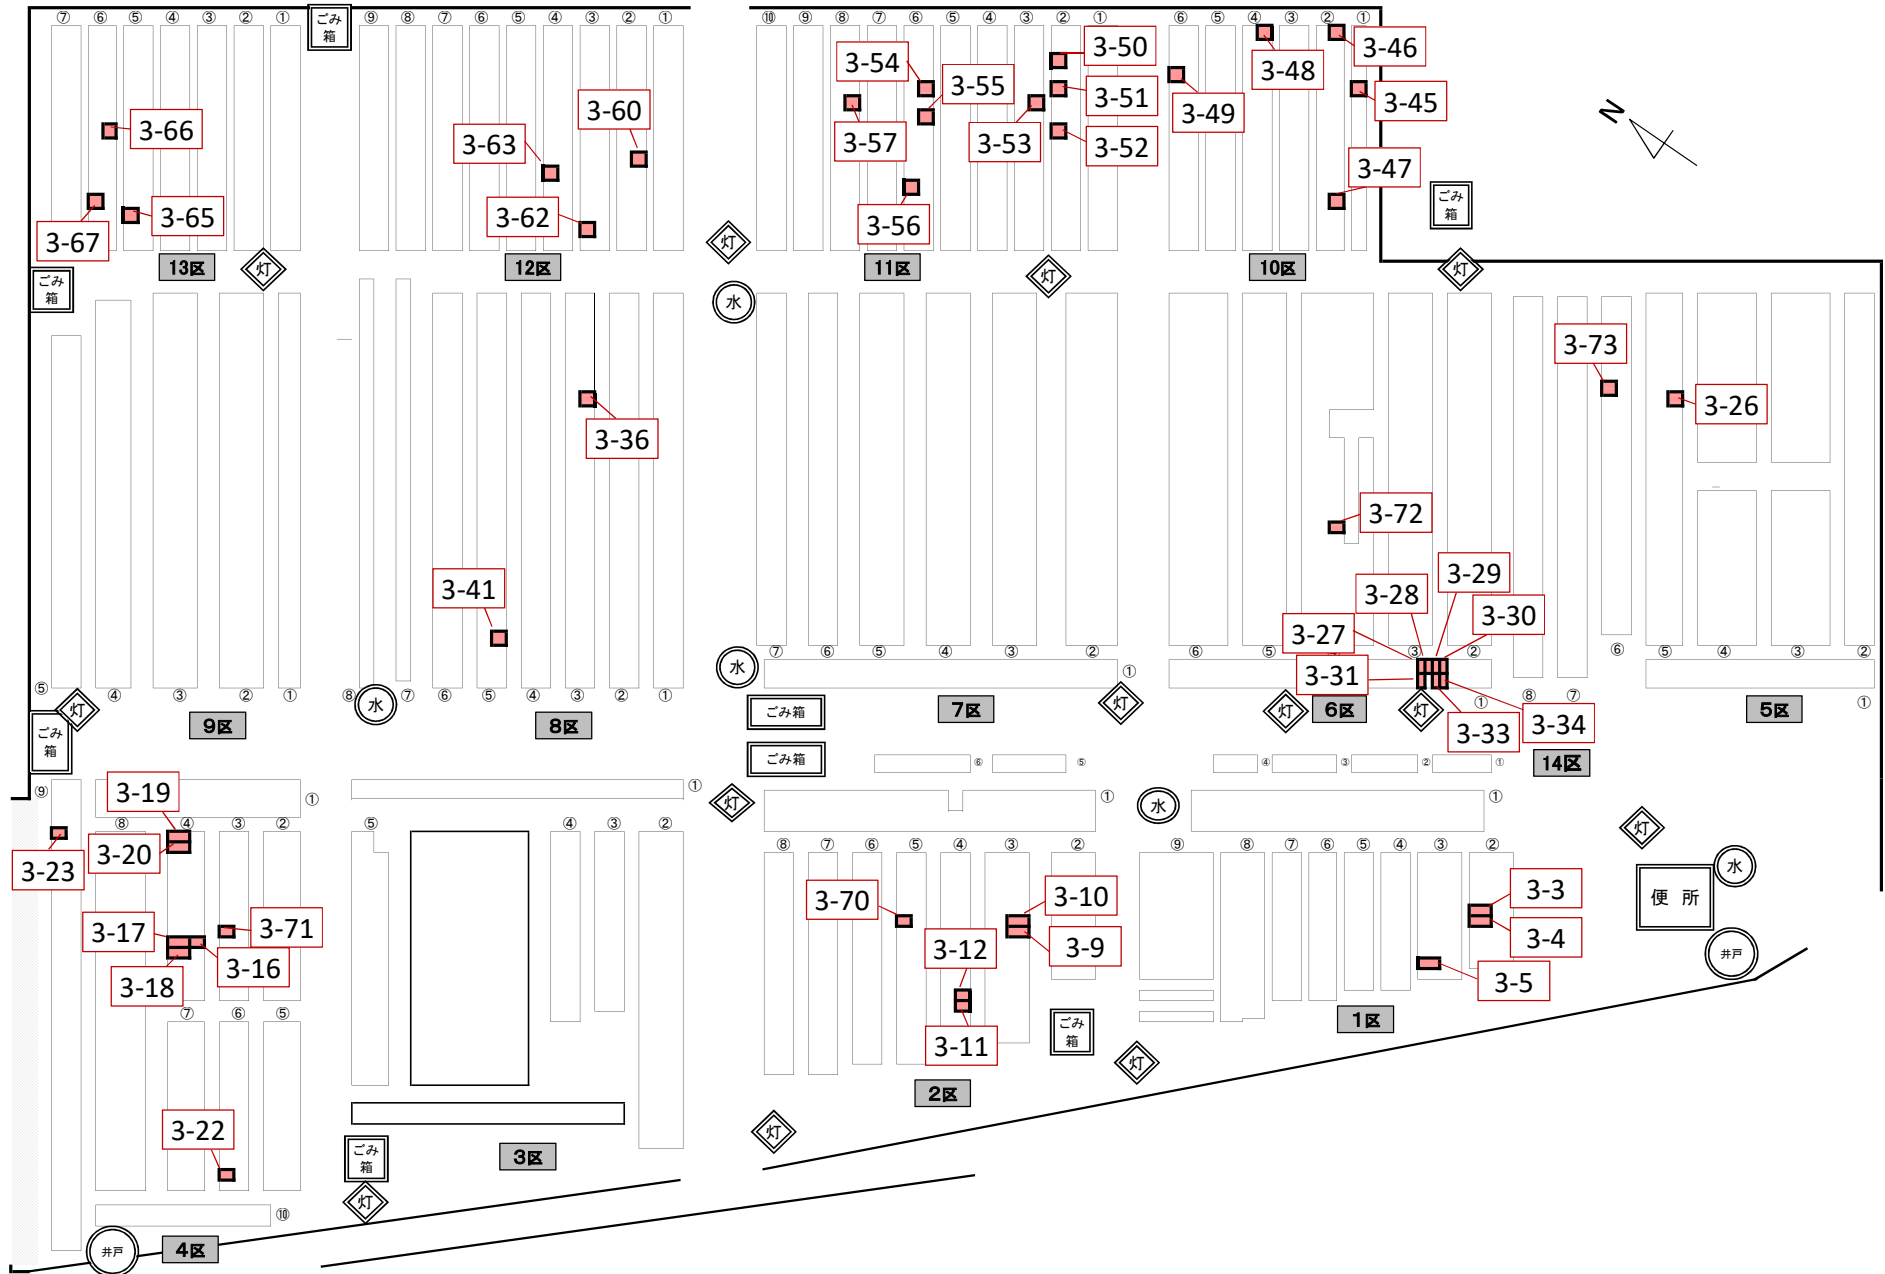 ⑦ ⑥ ⑤ ④ ③ ② ①
ごみ
箱
⑨ ⑧ ⑦ ⑥ ⑤ ④ ③ ② ①
⑩ ⑨ ⑧ ⑦ ⑥ ⑤ ④ ③ ② ①
⑥ ⑤ ④ ③ ② ①
3-50
3-46
3-54
3-48
3-55
3-51
3-45
3-60
3-49
3-66
3-63
3-57
3-53
3-52
3-47
3-65
3-62
3-56
3-67
ごみ
箱
N
灯
13区
灯
12区
11区
灯
10区
灯
ごみ
箱
水
3-73
3-26
3-36
3-72
3-41
3-29
3-28
3-30
3-27
3-31
⑦ ⑥ ⑤ ④ ③ ②
①
⑥ ⑤ ④ ③ ②
①
⑥ ⑤ ④ ③ ②
①
水
⑤ ④ ③ ② ①
⑧ ⑦ ⑥ ⑤ ④ ③ ② ①
⑧ ⑦
灯
水
灯
灯
灯
9区
8区
ごみ箱
7区
6区
3-33
3-34
5区
ごみ
箱
ごみ箱
⑥ ⑤ ④ ③ ② ①
14区
⑨
3-19
①
①
灯
①
水
①
灯
⑧ ④ ③ ②
3-20
3-23
⑤ ④ ③ ②
⑧ ⑦ ⑥ ⑤ ④ ③ ②
⑨ ⑧ ⑦ ⑥ ⑤ ④ ③ ②
水
便 所
3-70
3-10
3-3
3-17
3-71
3-12
3-9
3-4
井戸
3-16
3-18
3-5
⑦ ⑥ ⑤
3-11
ごみ
箱
1区
灯
2区
3-22
灯
ごみ
箱
3区
灯
⑩
井戸
4区